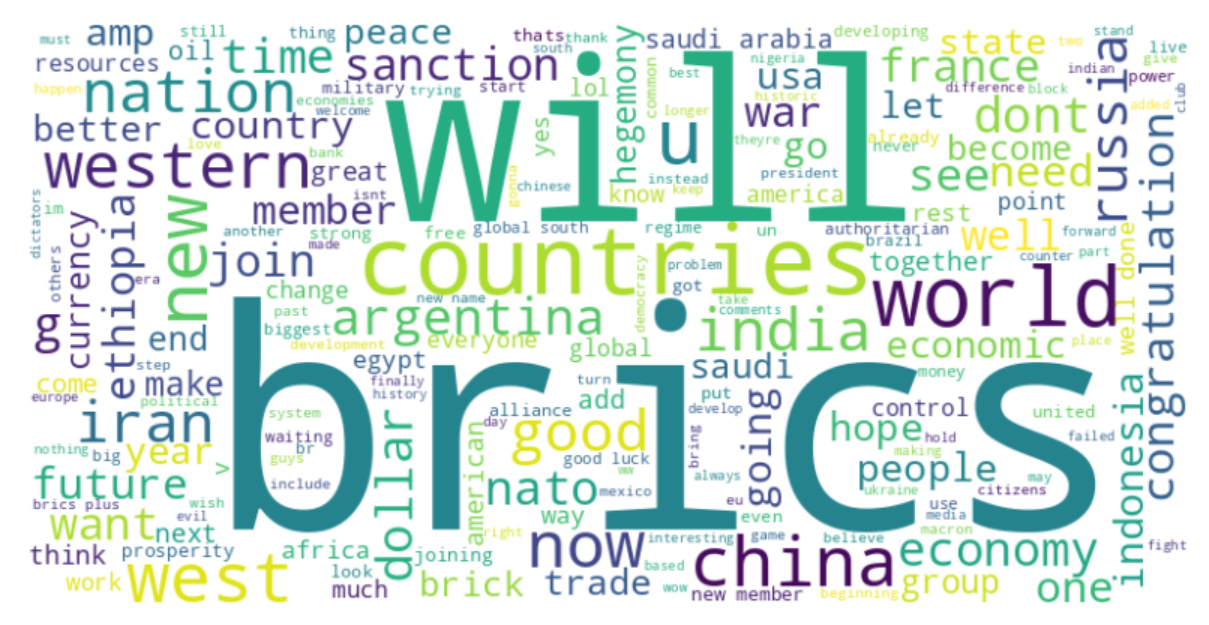 must
amp
still
thing
peace
thats
south
thank
saudi arabia
developing
state
two
stand
live
give
resources
oil
time
sanction
lol
common
best
nigeria
usa
france
indian
power
happen
nation
economies
military
trying
start
will
hegemony
longer
historic
war
let
difference
block
added
club
welcome
better
country
love
bank
yes
u
theyre
go
already
never
dont
become
russia
western
great
isnt
gonna
chinese
instead
know
keep
president
america
see
need
congratulation
dictators
im
new
member
another
strong
made
free
global south
regime
un
rest
authoritarian
brazil
point
well
forward
counter
part
others
era
currency
ethiopia
join
change
past
biggest
countries
new name
democracy
problem
got
take
comments
together
world
well done
g
end
step
development
argentina
everyone
global
india
economic
place
come
europe
make
political
egypt
finally
history
turn
add
saudi
put
develop
money
control
hold
united
indonesia
iran
system
waiting
br
guys
brics
alliance
day
good
good luck
hope
making
may
failed
nothing
big
year
v
include
dollar
american
nato
mexico
ww
bring
always
eu
going
people
ukraine
citizens
future
brics plus
wish
evil
right
way
even
use
media
want
next
now
interesting
game
believe
macron
think
prosperity
africa
joining
based
china
economy
fight
work
west
look
much
brick
trade
wow
new member
beginning
group
one